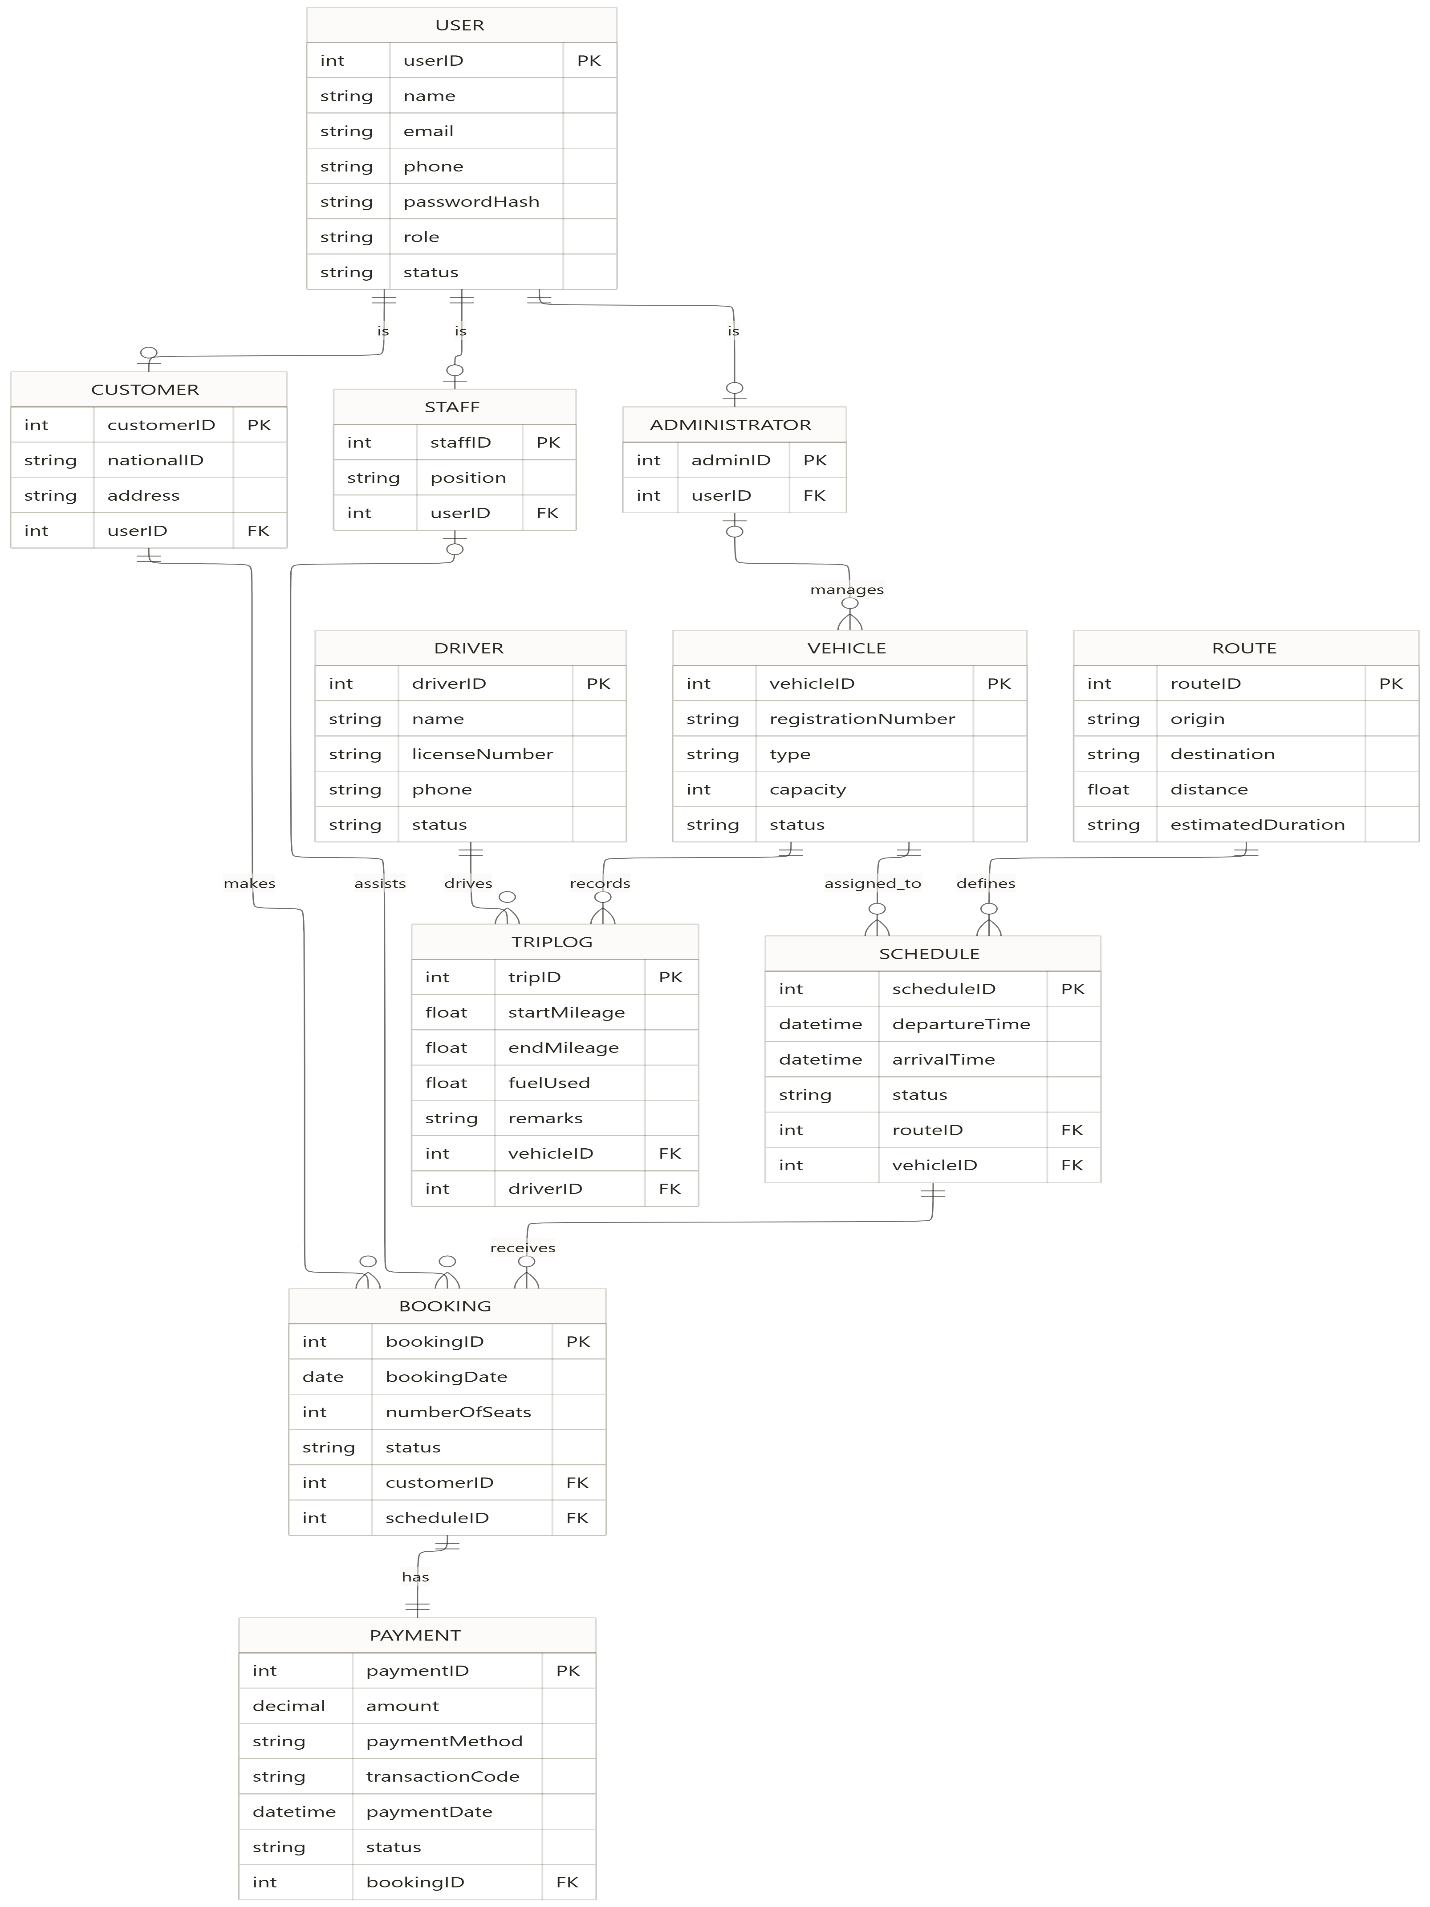 USER
int userID PK
string name
string email
string phone
string passwordHash
string role
string status
is is is
CUSTOMER
int customerID PK
string nationalID
string address
int userID FK
STAFF
int staffID PK
string position
int userID FK
ADMINISTRATOR
int adminID PK
int userID FK
manages
DRIVER
int driverID PK
string name
string licenseNumber
string phone
string status
VEHICLE
int vehicleID PK
string registrationNumber
string type
int capacity
string status
ROUTE
int routeID PK
string origin
string destination
float distance
string estimatedDuration
makes assists drives records assigned_to defines
TRIPLOG
int tripID PK
float startMileage
float endMileage
float fuelUsed
string remarks
int vehicleID FK
int driverID FK
SCHEDULE
int scheduleID PK
datetime departureTime
datetime arrivalTime
string status
int routeID FK
int vehicleID FK
receives
BOOKING
int bookingID PK
date bookingDate
int numberOfSeats
string status
int customerID FK
int scheduleID FK
has
PAYMENT
int paymentID PK
decimal amount
string paymentMethod
string transactionCode
datetime paymentDate
string status
int bookingID FK